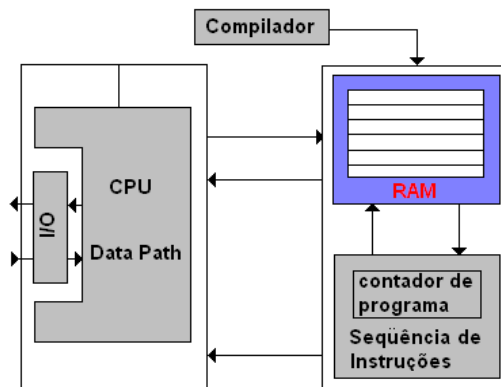 Compilador
CPU
Data Path
I/O
RAM
contador de
programa
Seqüência de
Instruções